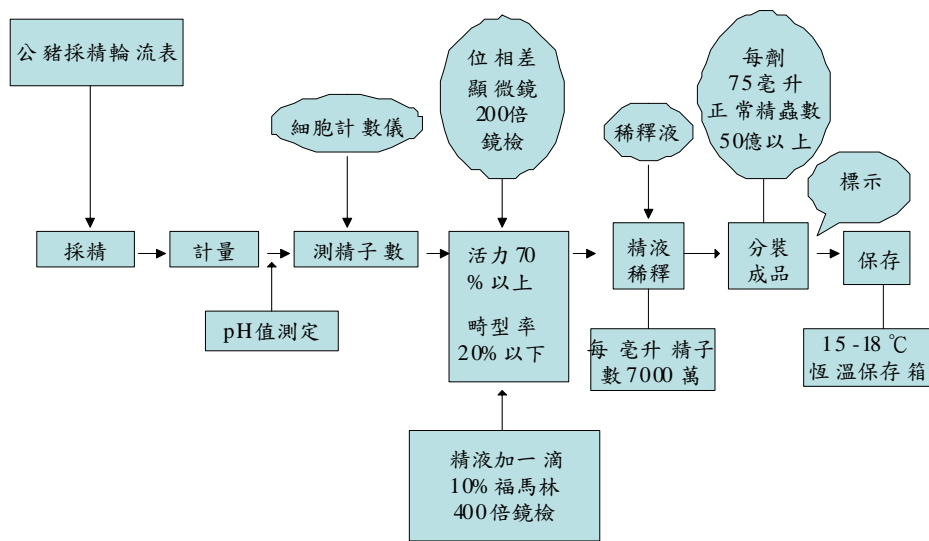 公豬採精輪流表
位相差
顯微鏡
200倍
鏡檢
每劑
75毫升
正常精蟲數
50億以上
細胞計數儀
稀釋液
標示
採精
計量
測精子數
活力70
%以上
畸型率
20%以下
精液
稀釋
分裝
成品
保存
pH值測定
每毫升精子
數7000萬
15-18℃
恆溫保存箱
精液加一滴
10%福馬林
400倍鏡檢